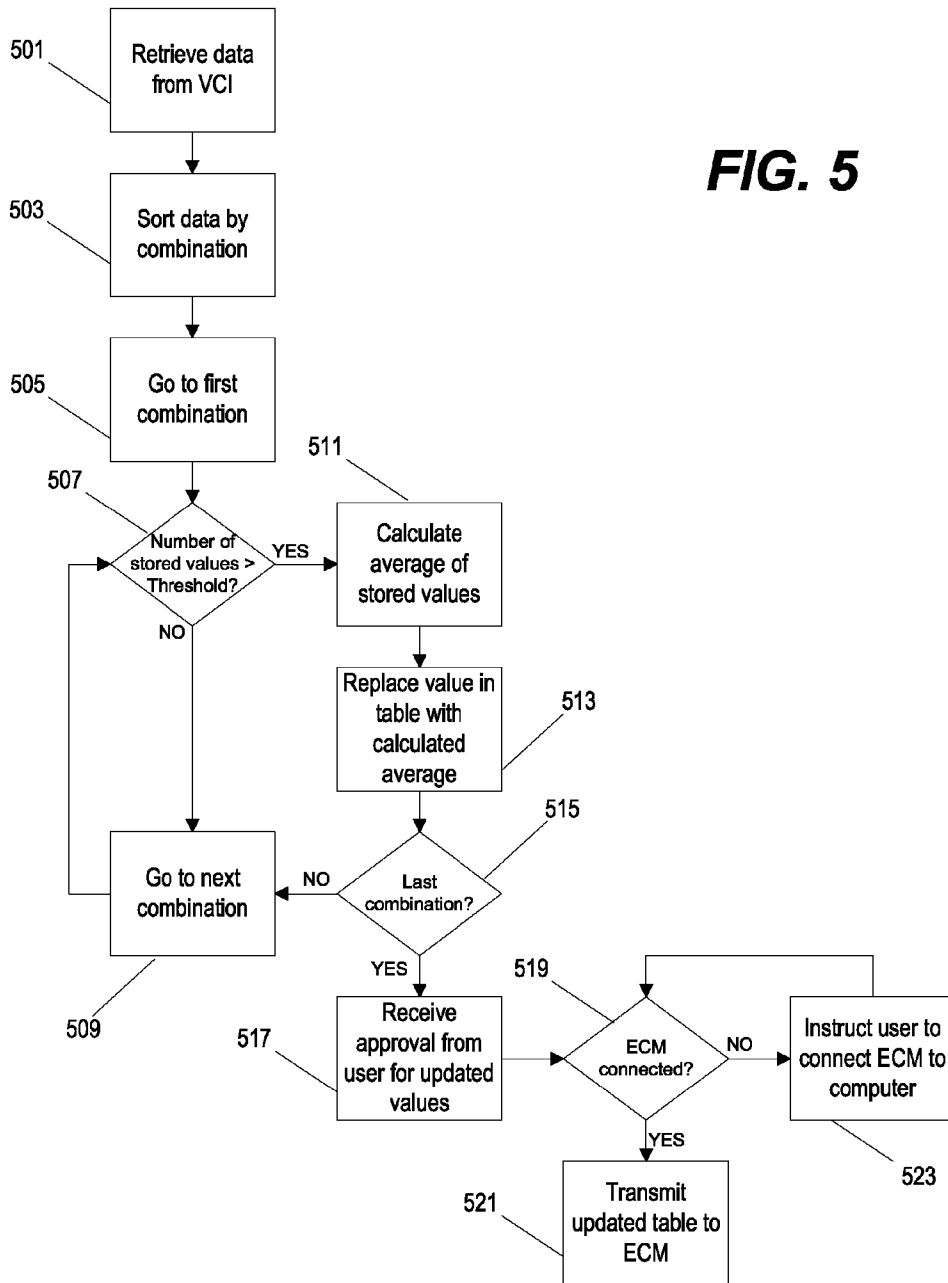 FIG. 5
501
Retrieve data
from VCI
503
Sort data by
combination
505
Go to first
combination
507
Number of
stored values >
Threshold?
YES
NO
511
Calculate
average of
stored values
Replace value in
table with
calculated
average
513
515
Last
combination?
NO
YES
Go to next
combination
509
517
Receive
approval from
user for updated
values
519
ECM
connected?
NO
YES
Instruct user to
connect ECM to
computer
523
521
Transmit
updated table to
ECM